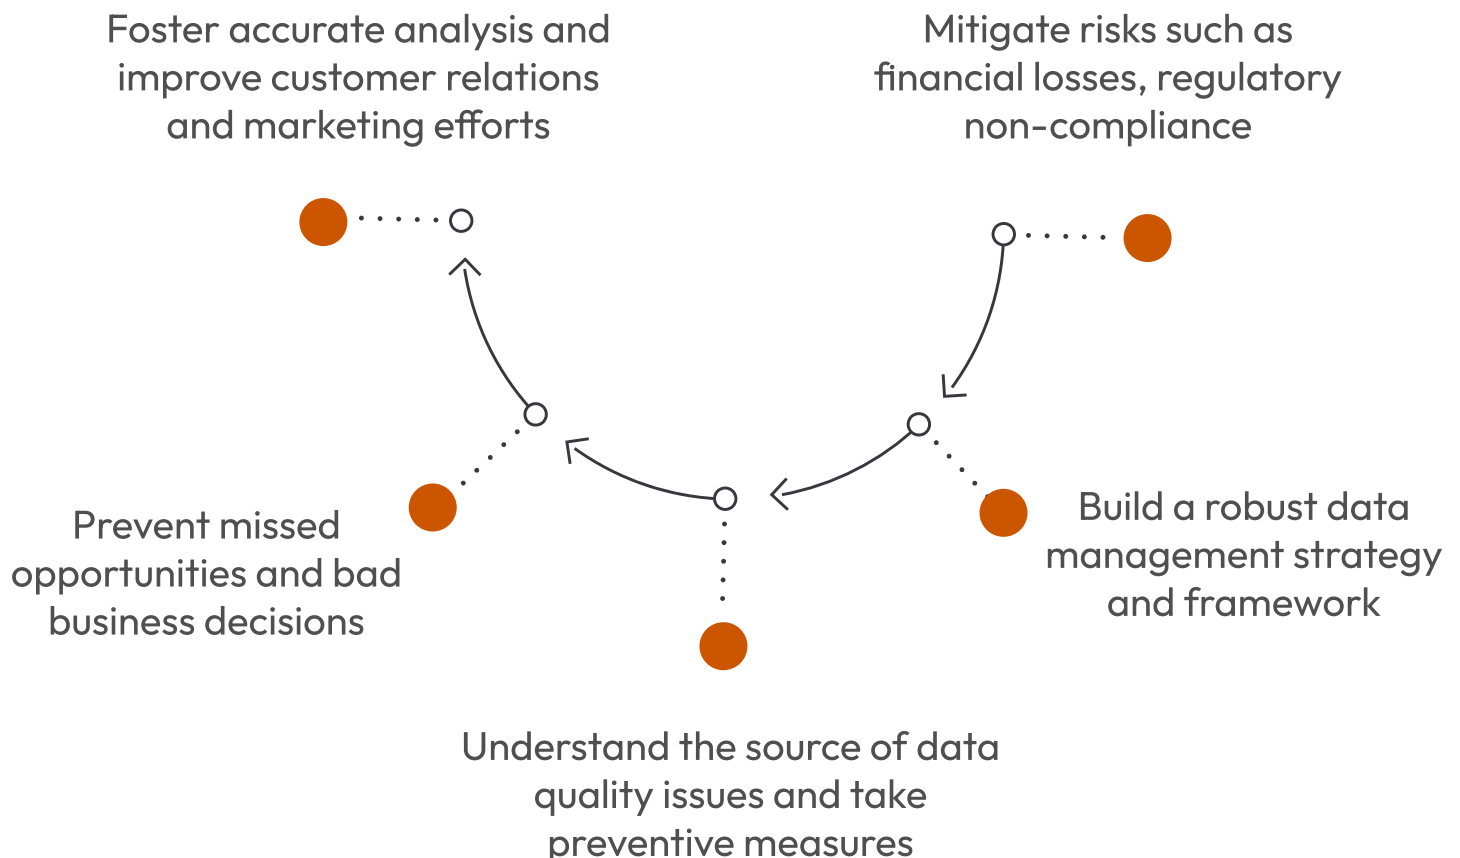 Foster accurate analysis and
improve customer relations
and marketing efforts
Mitigate risks such as
financial losses, regulatory
non-compliance
Prevent missed
opportunities and bad
business decisions
Build a robust data
management strategy
and framework
Understand the source of data
quality issues and take
preventive measures